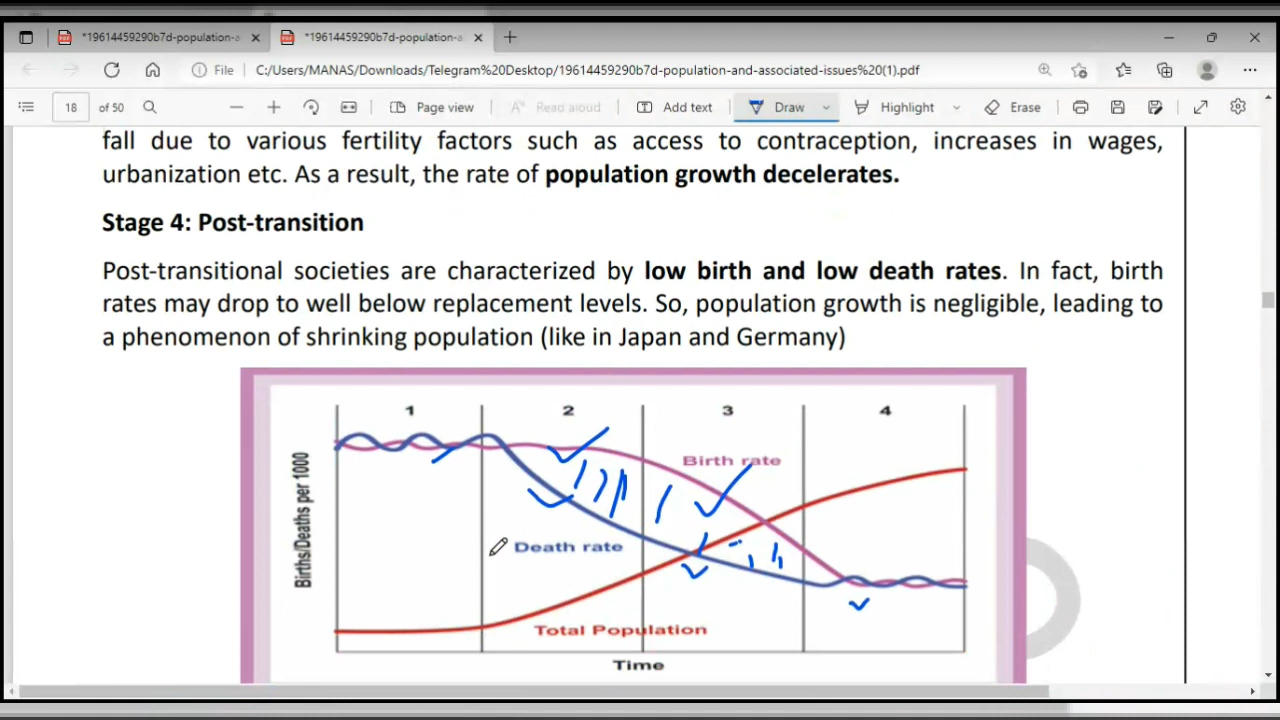 *19614459290b7d-population-a
*19614459290b7d-population-a
File
C:/Users/MANAS/Downloads/Telegram%20Desktop/19614459290b7d-population-and-associated-issues%20(1).pdf
18 of 50
Page view
Read aloud
Add text
Draw
Highlight
Erase
fall due to various fertility factors such as access to contraception, increases in wages,
urbanization etc. As a result, the rate of population growth decelerates.
Stage 4: Post-transition
Post-transitional societies are characterized by low birth and low death rates. In fact, birth
rates may drop to well below replacement levels. So, population growth is negligible, leading to
a phenomenon of shrinking population (like in Japan and Germany)
1 2 3 4
Births/Deaths per 1000
Birth rate
Death rate
Total Population
Time